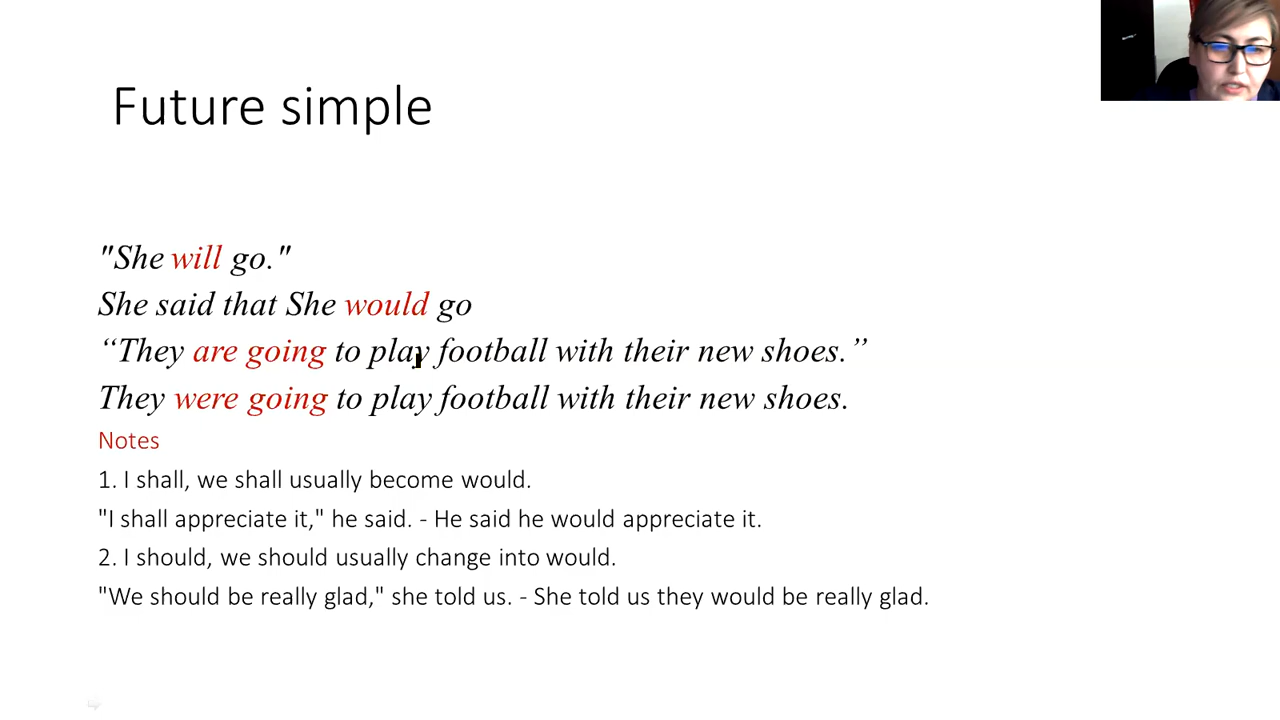 Future simple
"She will go."
She said that She would go
“They are going to play football with their new shoes.”
They were going to play football with their new shoes.
Notes
1. I shall, we shall usually become would.
"I shall appreciate it," he said. - He said he would appreciate it.
2. I should, we should usually change into would.
"We should be really glad," she told us. - She told us they would be really glad.